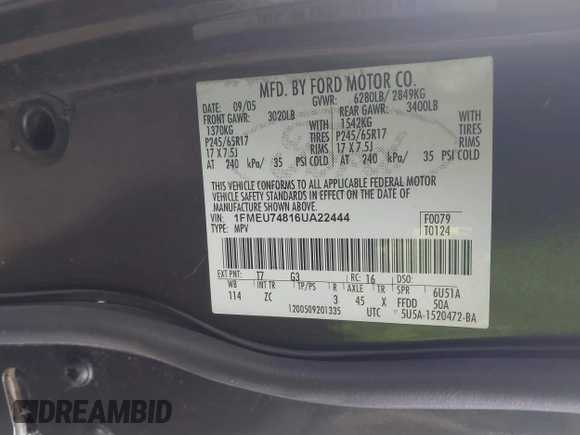 MFD. BY FORD MOTOR CO.
DATE: 09/05 GVWR: 6280LB/ 2849KG
FRONT GAWR: 3020LB REAR GAWR: 3400LB
1370KG WITH 1542KG WITH
P245/65R17 TIRES P245/65R17 TIRES
17 X 7.5J RIMS 17 X 7.5J RIMS
AT 240 kPa/ 35 PSI COLD AT 240 kPa/ 35 PSI COLD
THIS VEHICLE CONFORMS TO ALL APPLICABLE FEDERAL MOTOR
VEHICLE SAFETY STANDARDS IN EFFECT ON THE DATE OF
MANUFACTURE SHOWN ABOVE.
VIN: 1FMEU74816UA22444 F0079
TYPE: MPV T0124
EXT PNT: T7 G3 RC: 16 DSO:
WB INT TR TP/PS R AXLE TR SPR 6U51A
114 ZC 3 45 X FFDD 50A
1200509201335 UTC 5U5A-1520472-BA
DREAMBID